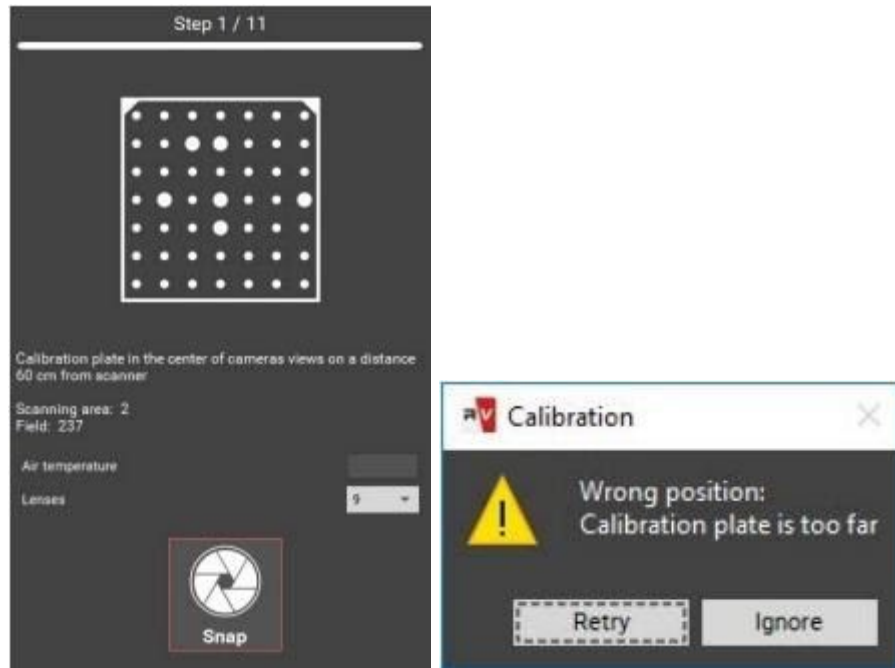 Step 1 / 11
Calibration plate in the center of cameras views on a distance
60 cm from scanner
Scanning area: 2
Field: 237
Air temperature
Lenses
9
Snap
Calibration
Wrong position:
Calibration plate is too far
Retry
Ignore